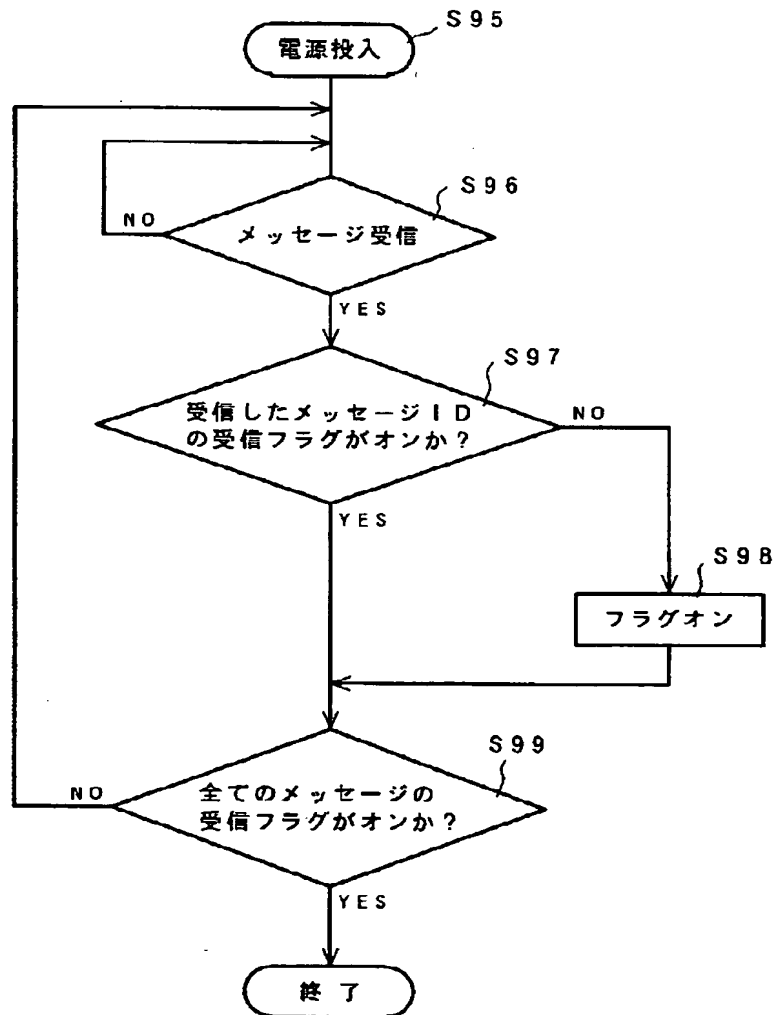 S95
電源投入
S96
NO
メッセージ受信
YES
S97
受信したメッセージID
の受信フラグがオンか?
NO
YES
S98
フラグオン
S99
NO
全てのメッセージの
受信フラグがオンか?
YES
終了